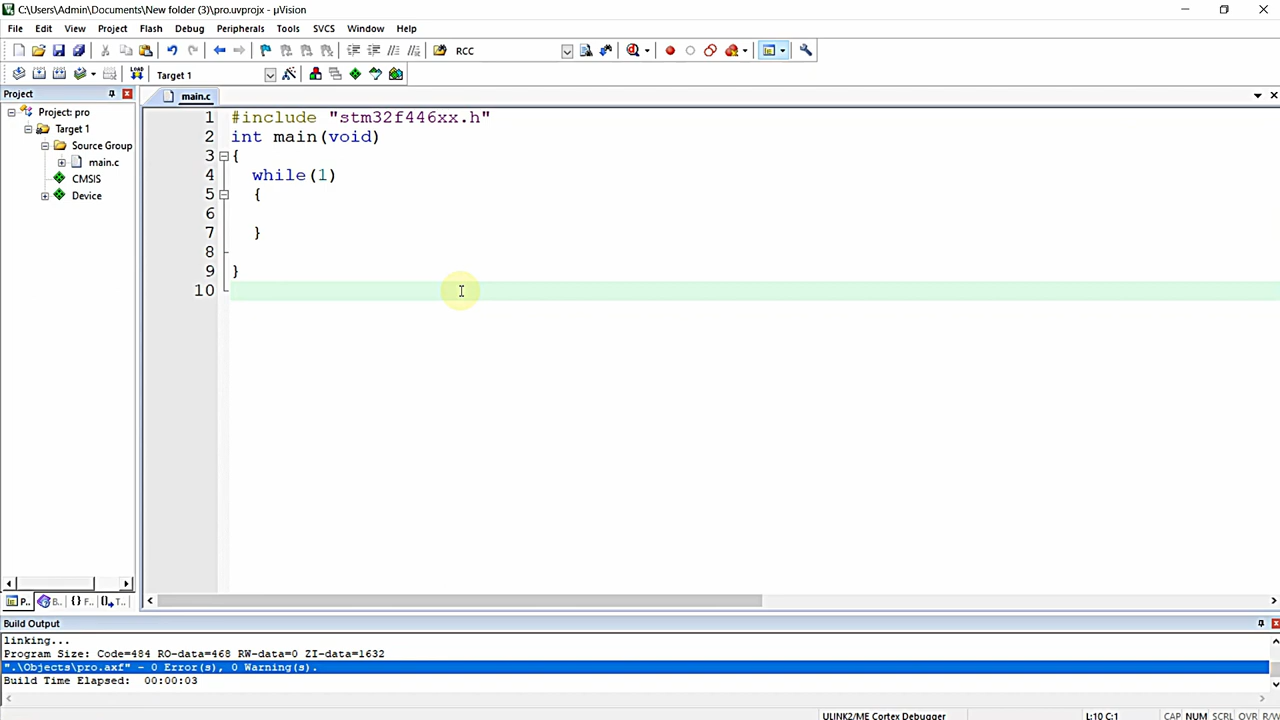 C:\Users\Admin\Documents\New folder (3)\pro.uvprojx - µVision
File Edit View Project Flash Debug Peripherals Tools SVCS Window Help
RCC
LOAD Target 1
Project
main.c
Project: pro
Target 1
Source Group
main.c
CMSIS
Device
1 #include "stm32f446xx.h"
2 int main(void)
3 {
4 while(1)
5 {
6
7 }
8
9 }
10
P.. B.. {} F.. T..
Build Output
linking...
Program Size: Code=484 RO-data=468 RW-data=0 ZI-data=1632
".\Objects\pro.axf" - 0 Error(s), 0 Warning(s).
Build Time Elapsed: 00:00:03
ULINK2/ME Cortex Debugger L:10 C:1 CAP NUM SCRL OVR R/W